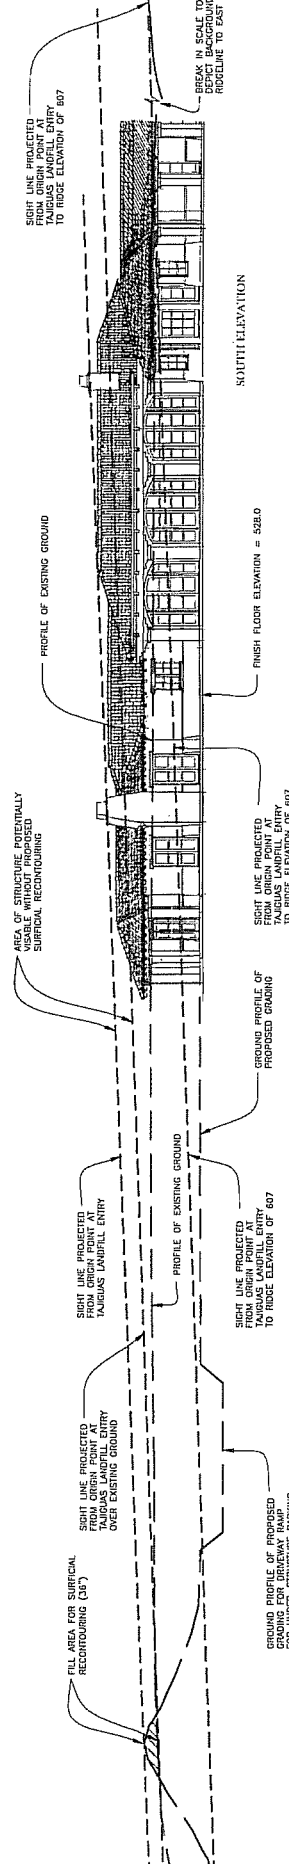 SIGHT LINE PROJECTED
FROM ORIGIN POINT AT
TAJIGUAS LANDFILL ENTRY
TO RIDGE ELEVATION OF 607
BREAK IN SCALE TO
DEPICT BACKGROUND
RIDGELINE TO EAST
SOUTH ELEVATION
PROFILE OF EXISTING GROUND
FINISH FLOOR ELEVATION = 528.0
AREA OF STRUCTURE POTENTIALLY
VISABLE WITHOUT PROPOSED
SURFICIAL RECONTOURING
SIGHT LINE PROJECTED
FROM ORIGIN POINT AT
TAJIGUAS LANDFILL ENTRY
TO RIDGE ELEVATION OF 607
GROUND PROFILE OF
PROPOSED GRADING
SIGHT LINE PROJECTED
FROM ORIGIN POINT AT
TAJIGUAS LANDFILL ENTRY
PROFILE OF EXISTING GROUND
SIGHT LINE PROJECTED
FROM ORIGIN POINT AT
TAJIGUAS LANDFILL ENTRY
TO RIDGE ELEVATION OF 607
SIGHT LINE PROJECTED
FROM ORIGIN POINT AT
TAJIGUAS LANDFILL ENTRY
OVER EXISTING GROUND
FILL AREA FOR SURFICIAL
RECONTOURING (36")
GROUND PROFILE OF PROPOSED
GRADING FOR DRIVEWAY RAMP
FOR UNDER STRUCTURE PARKING